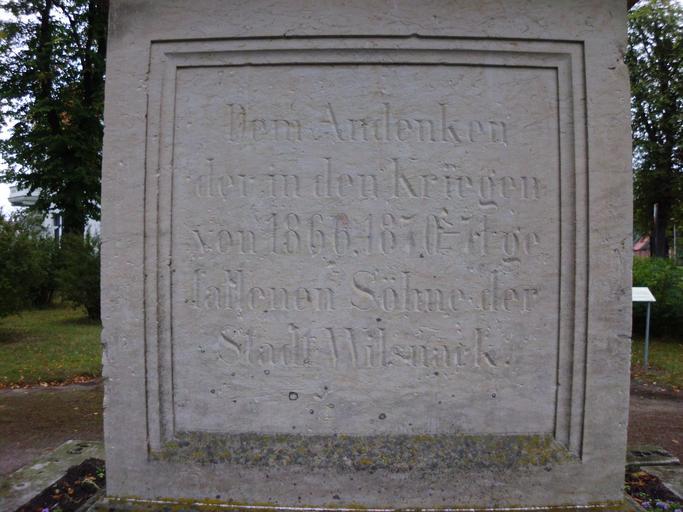 Dem Andenken
der in den Kriegen
von 1866. 1870-71 ge
fallenen Söhne der
Stadt Wilsnack.